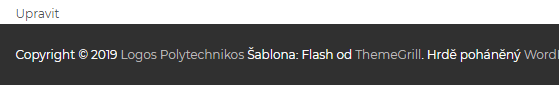 Upravit
Copyright © 2019 Logos Polytechnikos Šablona: Flash od ThemeGrill. Hrdě poháněný